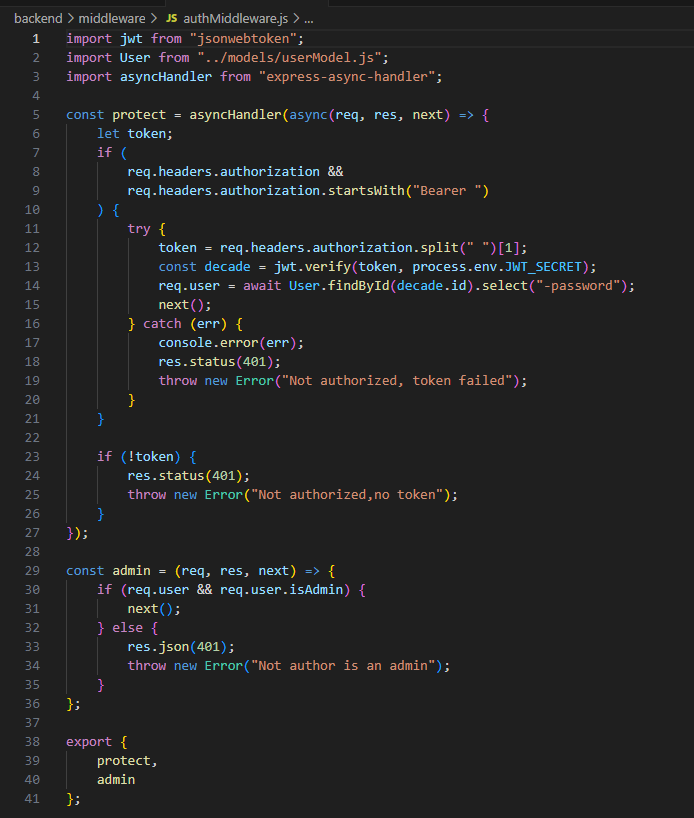 backend > middleware > JS authMiddleware.js > ...
1 import jwt from "jsonwebtoken";
2 import User from "../models/userModel.js";
3 import asyncHandler from "express-async-handler";
4
5 const protect = asyncHandler(async(req, res, next) => {
6     let token;
7     if (
8         req.headers.authorization &&
9         req.headers.authorization.startsWith("Bearer ")
10     ) {
11         try {
12             token = req.headers.authorization.split(" ")[1];
13             const decade = jwt.verify(token, process.env.JWT_SECRET);
14             req.user = await User.findById(decade.id).select("-password");
15             next();
16         } catch (err) {
17             console.error(err);
18             res.status(401);
19             throw new Error("Not authorized, token failed");
20         }
21     }
22
23     if (!token) {
24         res.status(401);
25         throw new Error("Not authorized,no token");
26     }
27 });
28
29 const admin = (req, res, next) => {
30     if (req.user && req.user.isAdmin) {
31         next();
32     } else {
33         res.json(401);
34         throw new Error("Not author is an admin");
35     }
36 };
37
38 export {
39     protect,
40     admin
41 };